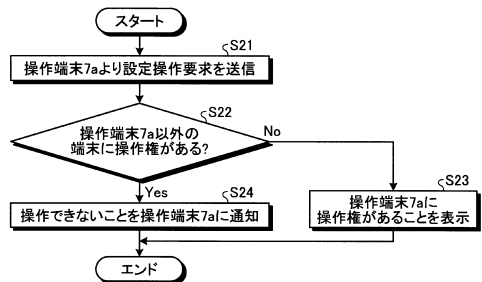 スタート
S21
操作端末7aより設定操作要求を送信
S22
操作端末7a以外の
端末に操作権がある?
No
Yes
S24
操作できないことを操作端末7aに通知
S23
操作端末7aに
操作権があることを表示
エンド